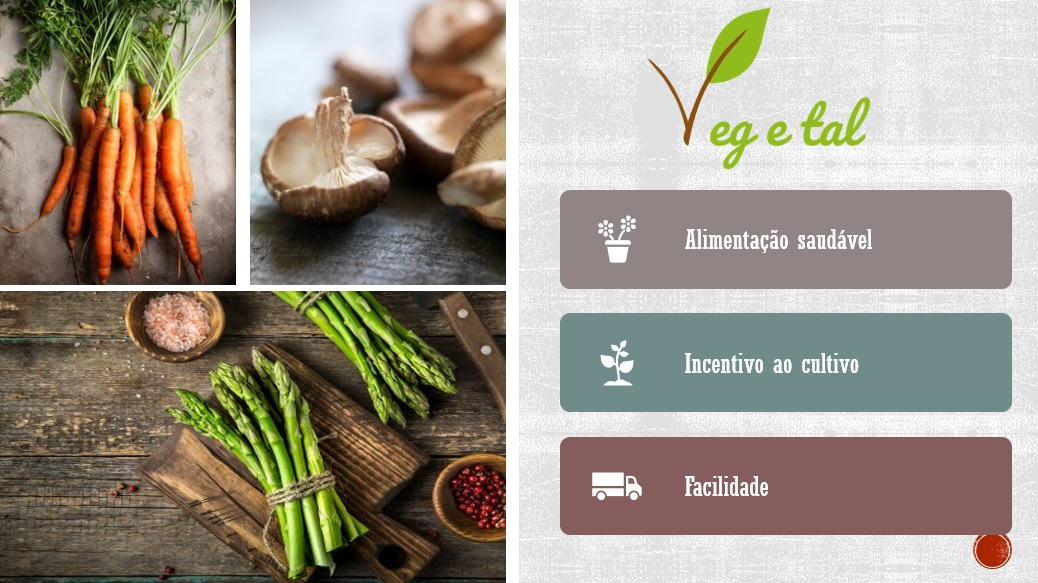 Veg e tal
Alimentação saudável
Incentivo ao cultivo
Facilidade